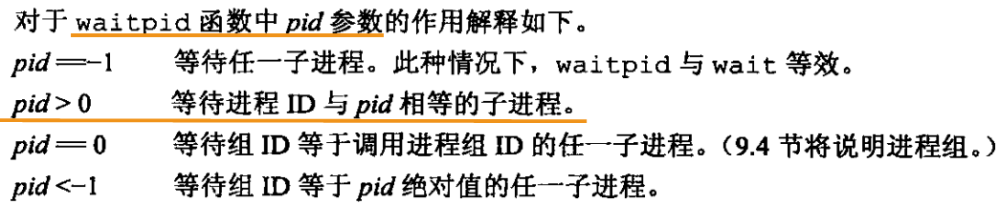 对于 waitpid 函数中 pid 参数的作用解释如下。
pid==-1 等待任一子进程。此种情况下，waitpid 与 wait 等效。
pid > 0 等待进程 ID 与 pid 相等的子进程。
pid == 0 等待组 ID 等于调用进程组 ID 的任一子进程。（9.4 节将说明进程组。）
pid <-1 等待组 ID 等于 pid 绝对值的任一子进程。